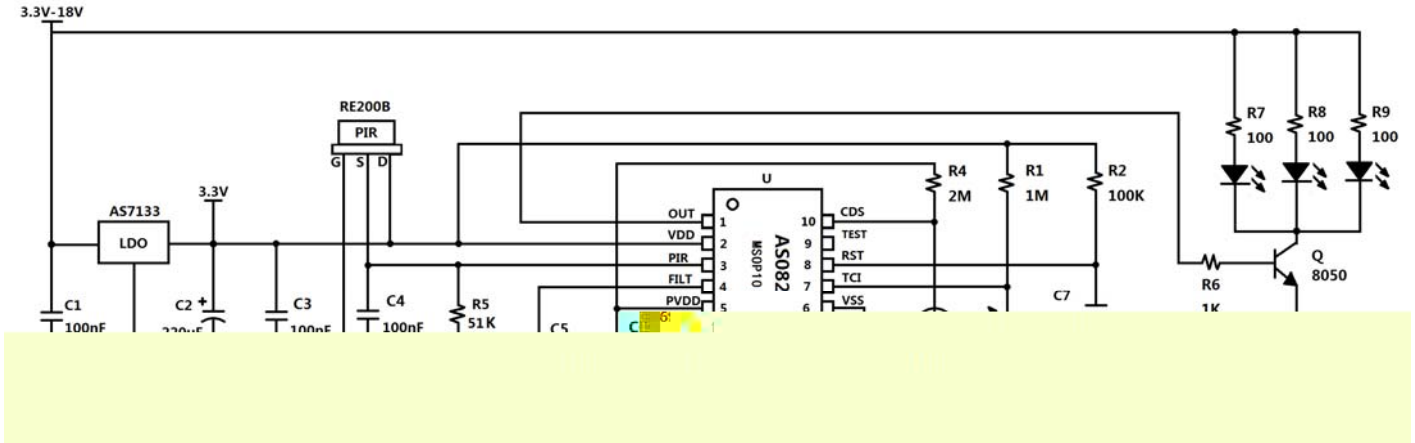 3.3V-18V
RE200B
PIR
G S D
R7
100
R8
100
R9
100
U
R4
2M
R1
1M
R2
100K
3.3V
AS7133
LDO
OUT
1
VDD
2
PIR
3
FILT
4
PVDD
5
AS082
MSOP10
10
CDS
9
TEST
8
RST
7
TCI
6
VSS
Q
8050
R6
1K
C1
100nF
C2
+
C3
100nF
C4
100nF
R5
51K
C5
C7